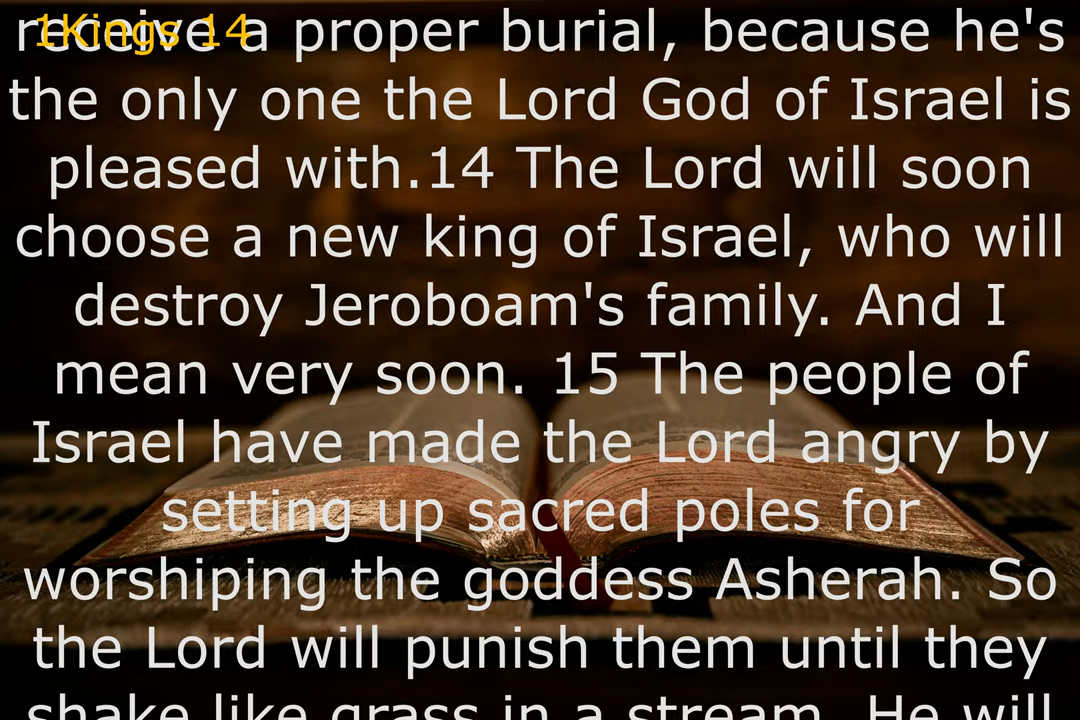 1Kings 14
receive a proper burial, because he's
the only one the Lord God of Israel is
pleased with.14 The Lord will soon
choose a new king of Israel, who will
destroy Jeroboam's family. And I
mean very soon. 15 The people of
Israel have made the Lord angry by
setting up sacred poles for
worshiping the goddess Asherah. So
the Lord will punish them until they
shake like grass in a stream. He will